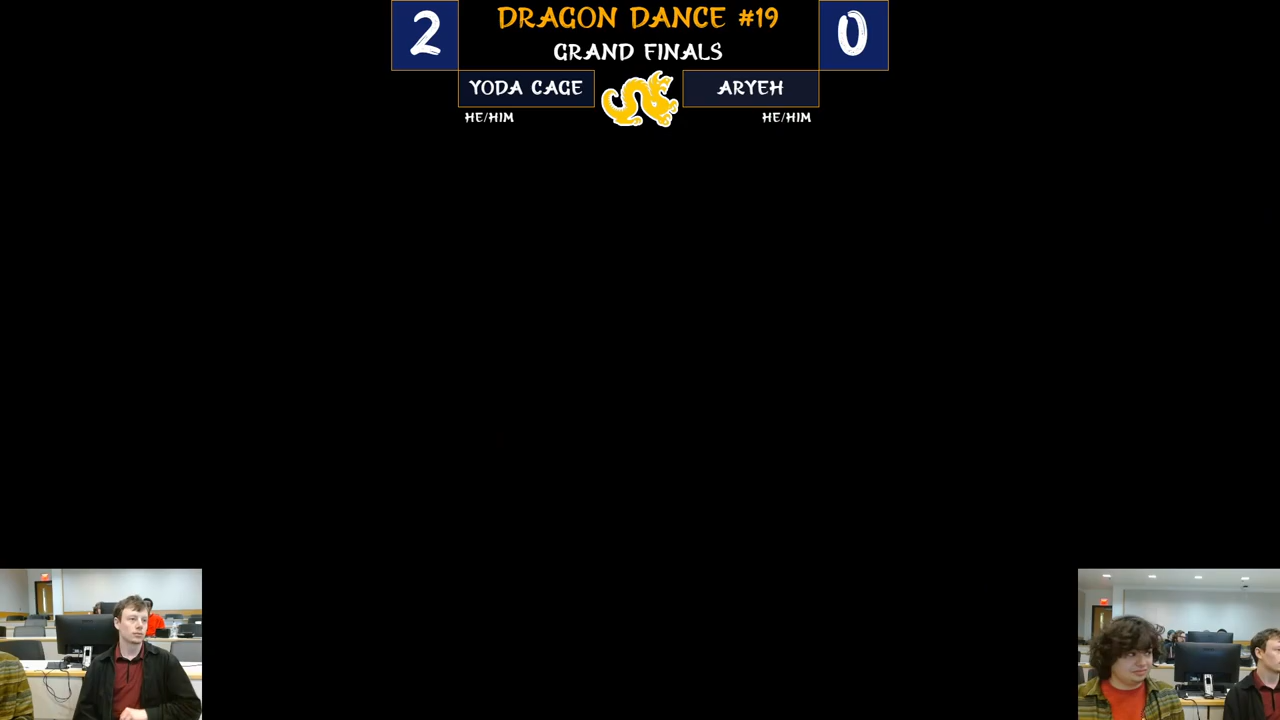 2
DRAGON DANCE #19
0
GRAND FINALS
YODA CAGE
ARYEH
HE/HIM
HE/HIM